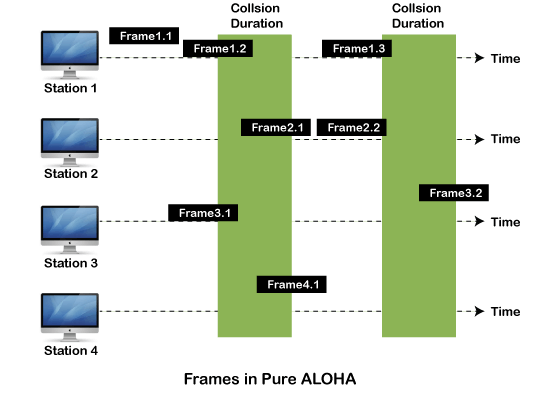 Collsion
Duration
Collsion
Duration
Frame1.1
Frame1.2
Frame1.3
Time
Station 1
Frame2.1
Frame2.2
Time
Station 2
Frame3.2
Frame3.1
Time
Station 3
Frame4.1
Time
Station 4
Frames in Pure ALOHA